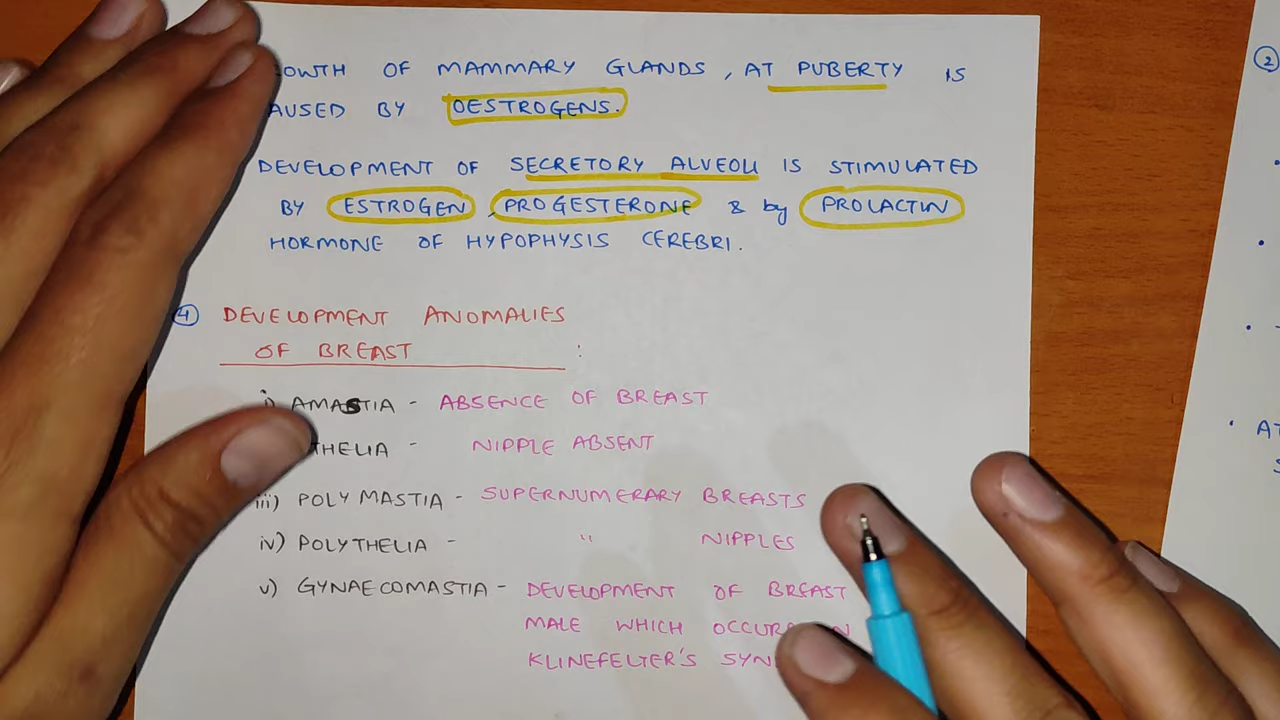 OWTH OF MAMMARY GLANDS, AT PUBERTY IS
AUSED BY OESTROGENS.
DEVELOPMENT OF SECRETORY ALVEOLI IS STIMULATED
BY ESTROGEN, PROGESTERONE & by PROLACTIN
HORMONE OF HYPOPHYSIS CEREBRI.
4 DEVELOPMENT ANOMALIES
OF BREAST :
i) AMASTIA - ABSENCE OF BREAST
THELIA - NIPPLE ABSENT
iii) POLYMASTIA - SUPERNUMERARY BREASTS
iv) POLYTHELIA - " NIPPLES
v) GYNAECOMASTIA - DEVELOPMENT OF BREAST
MALE WHICH OCCURS IN
KLINEFELTER'S SYN
2
AT